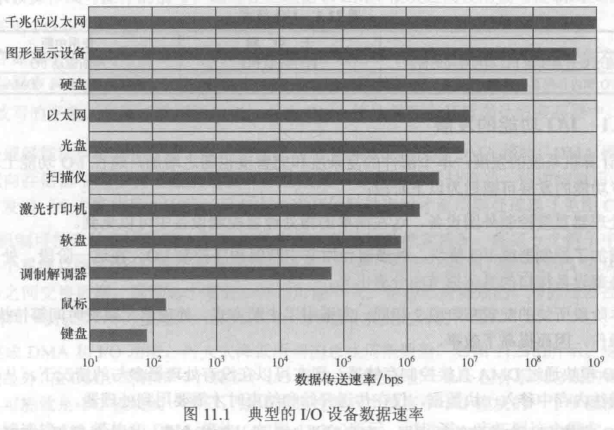 千兆位以太网
图形显示设备
硬盘
以太网
光盘
扫描仪
激光打印机
软盘
调制解调器
鼠标
键盘
10¹ 10² 10³ 10⁴ 10⁵ 10⁶ 10⁷ 10⁸ 10⁹
数据传送速率/bps
图 11.1 典型的 I/O 设备数据速率